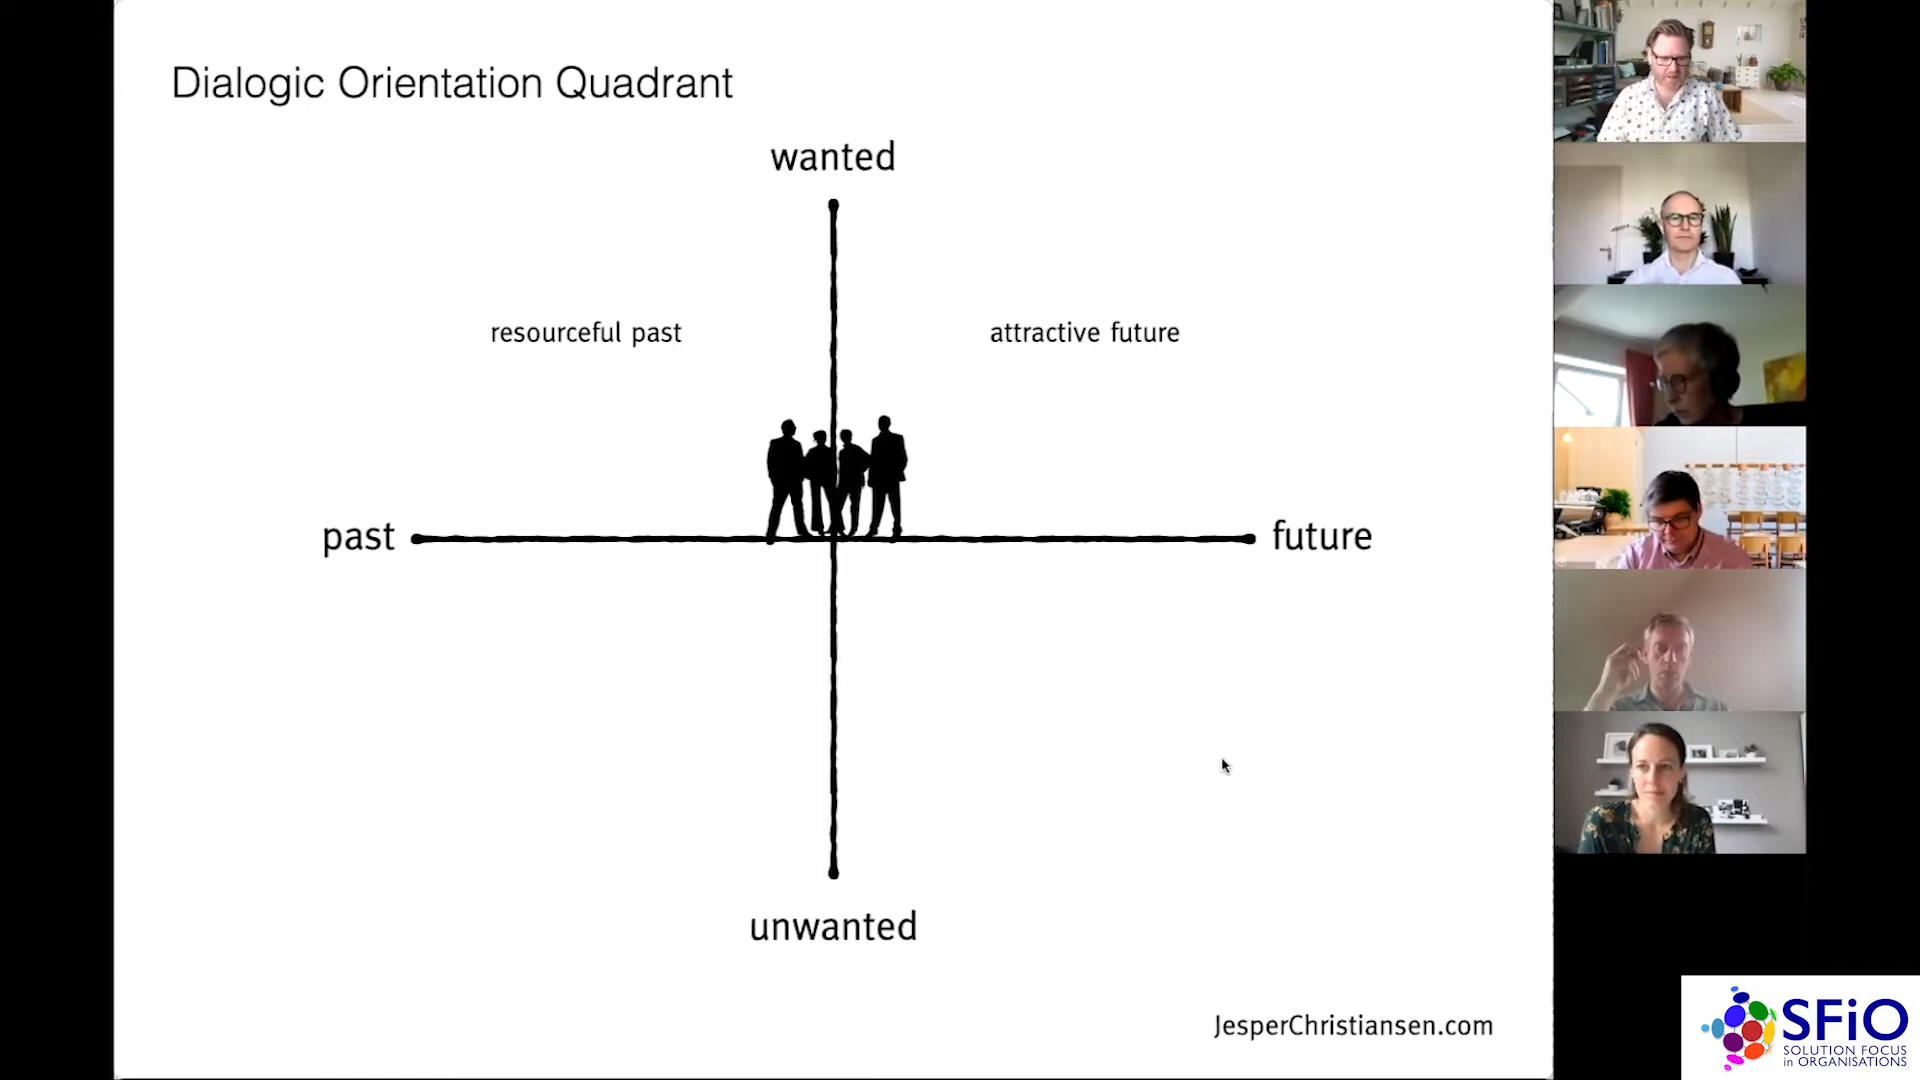 Dialogic Orientation Quadrant
wanted
resourceful past
attractive future
past
future
unwanted
JesperChristiansen.com
SFiO
SOLUTION FOCUS
in ORGANISATIONS